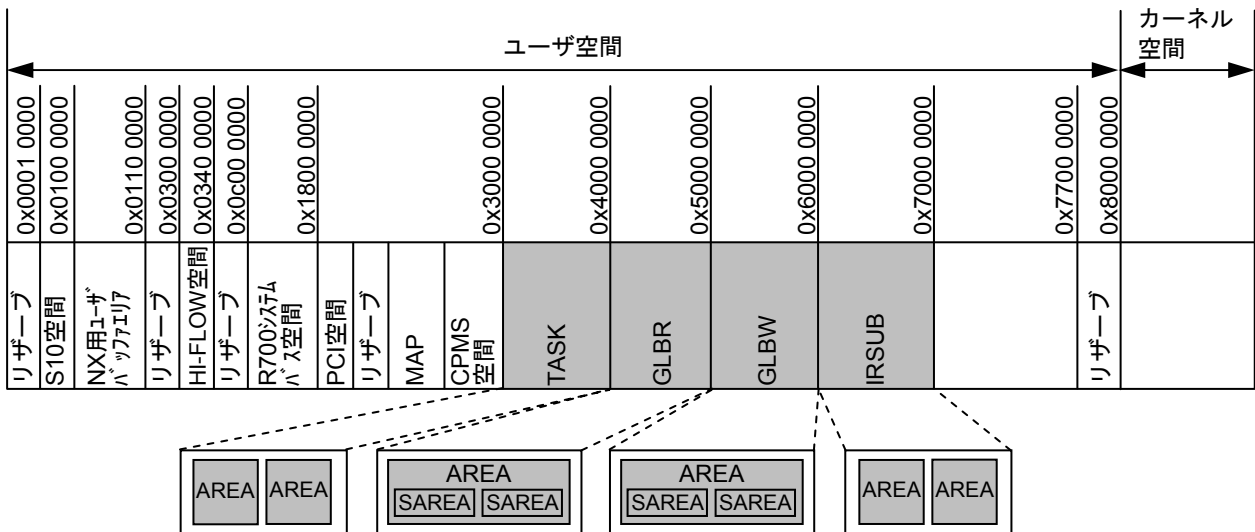 ユーザ空間
カーネル
空間
0x0001 0000
0x0100 0000
0x0110 0000
0x0300 0000
0x0340 0000
0x0c00 0000
0x1800 0000
0x3000 0000
0x4000 0000
0x5000 0000
0x6000 0000
0x7000 0000
0x7700 0000
0x8000 0000
リザーブ
S10空間
NX用ユーザ
バッファエリア
リザーブ
HI-FLOW空間
リザーブ
R700システム
バス空間
PCI空間
リザーブ
MAP
CPMS
空間
TASK
GLBR
GLBW
IRSUB
リザーブ
AREA AREA
AREA
SAREA SAREA
AREA
SAREA SAREA
AREA AREA